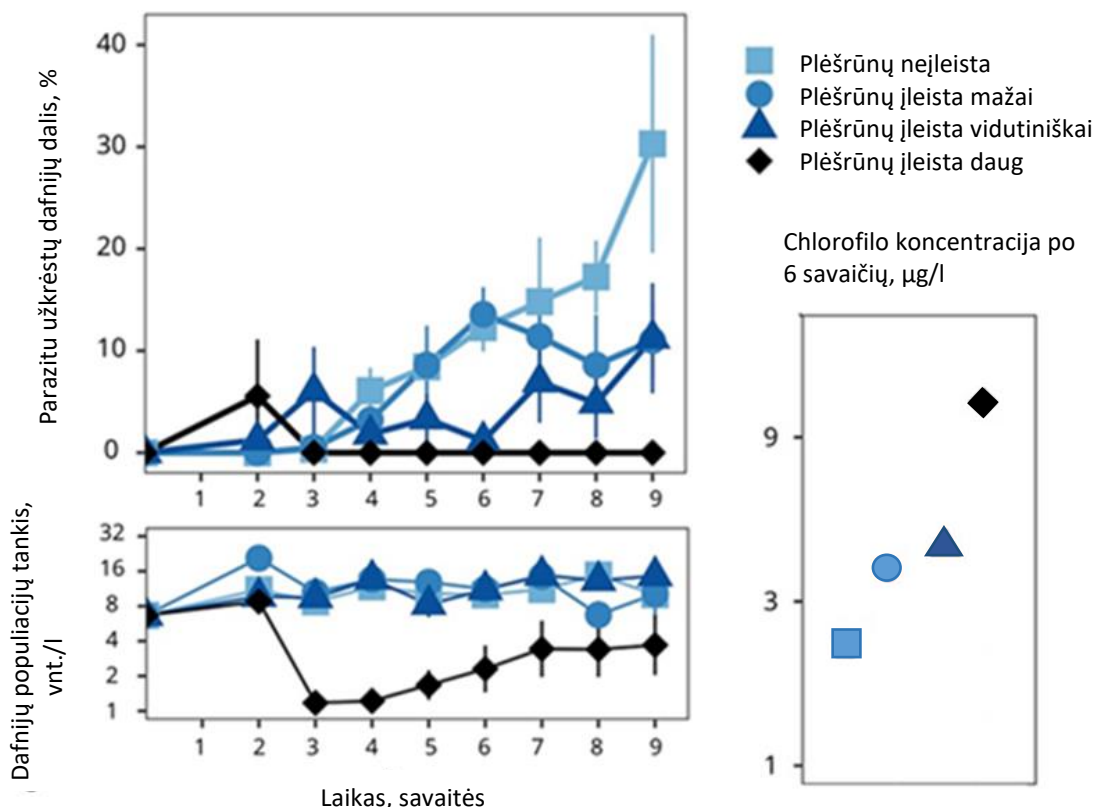 Parazitu užkrėstų dafnijų dalis, %
40
30
20
10
0
1 2 3 4 5 6 7 8 9
Plėšrūnų neįleista
Plėšrūnų įleista mažai
Plėšrūnų įleista vidutiniškai
Plėšrūnų įleista daug
Dafnijų populiacijų tankis,
vnt./l
32
16
8
4
2
1
1 2 3 4 5 6 7 8 9
Laikas, savaitės
Chlorofilo koncentracija po
6 savaičių, µg/l
9
3
1